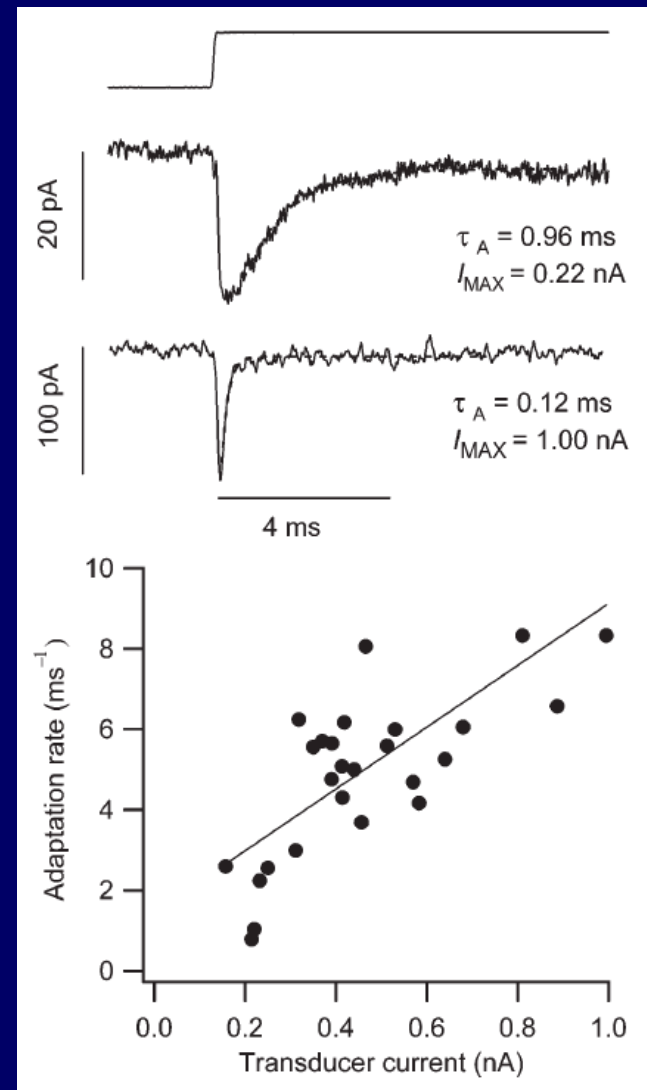 20 pA
τ A = 0.96 ms
I MAX = 0.22 nA
100 pA
τ A = 0.12 ms
I MAX = 1.00 nA
4 ms
Adaptation rate (ms⁻¹)
10
8
6
4
2
0
0.0 0.2 0.4 0.6 0.8 1.0
Transducer current (nA)